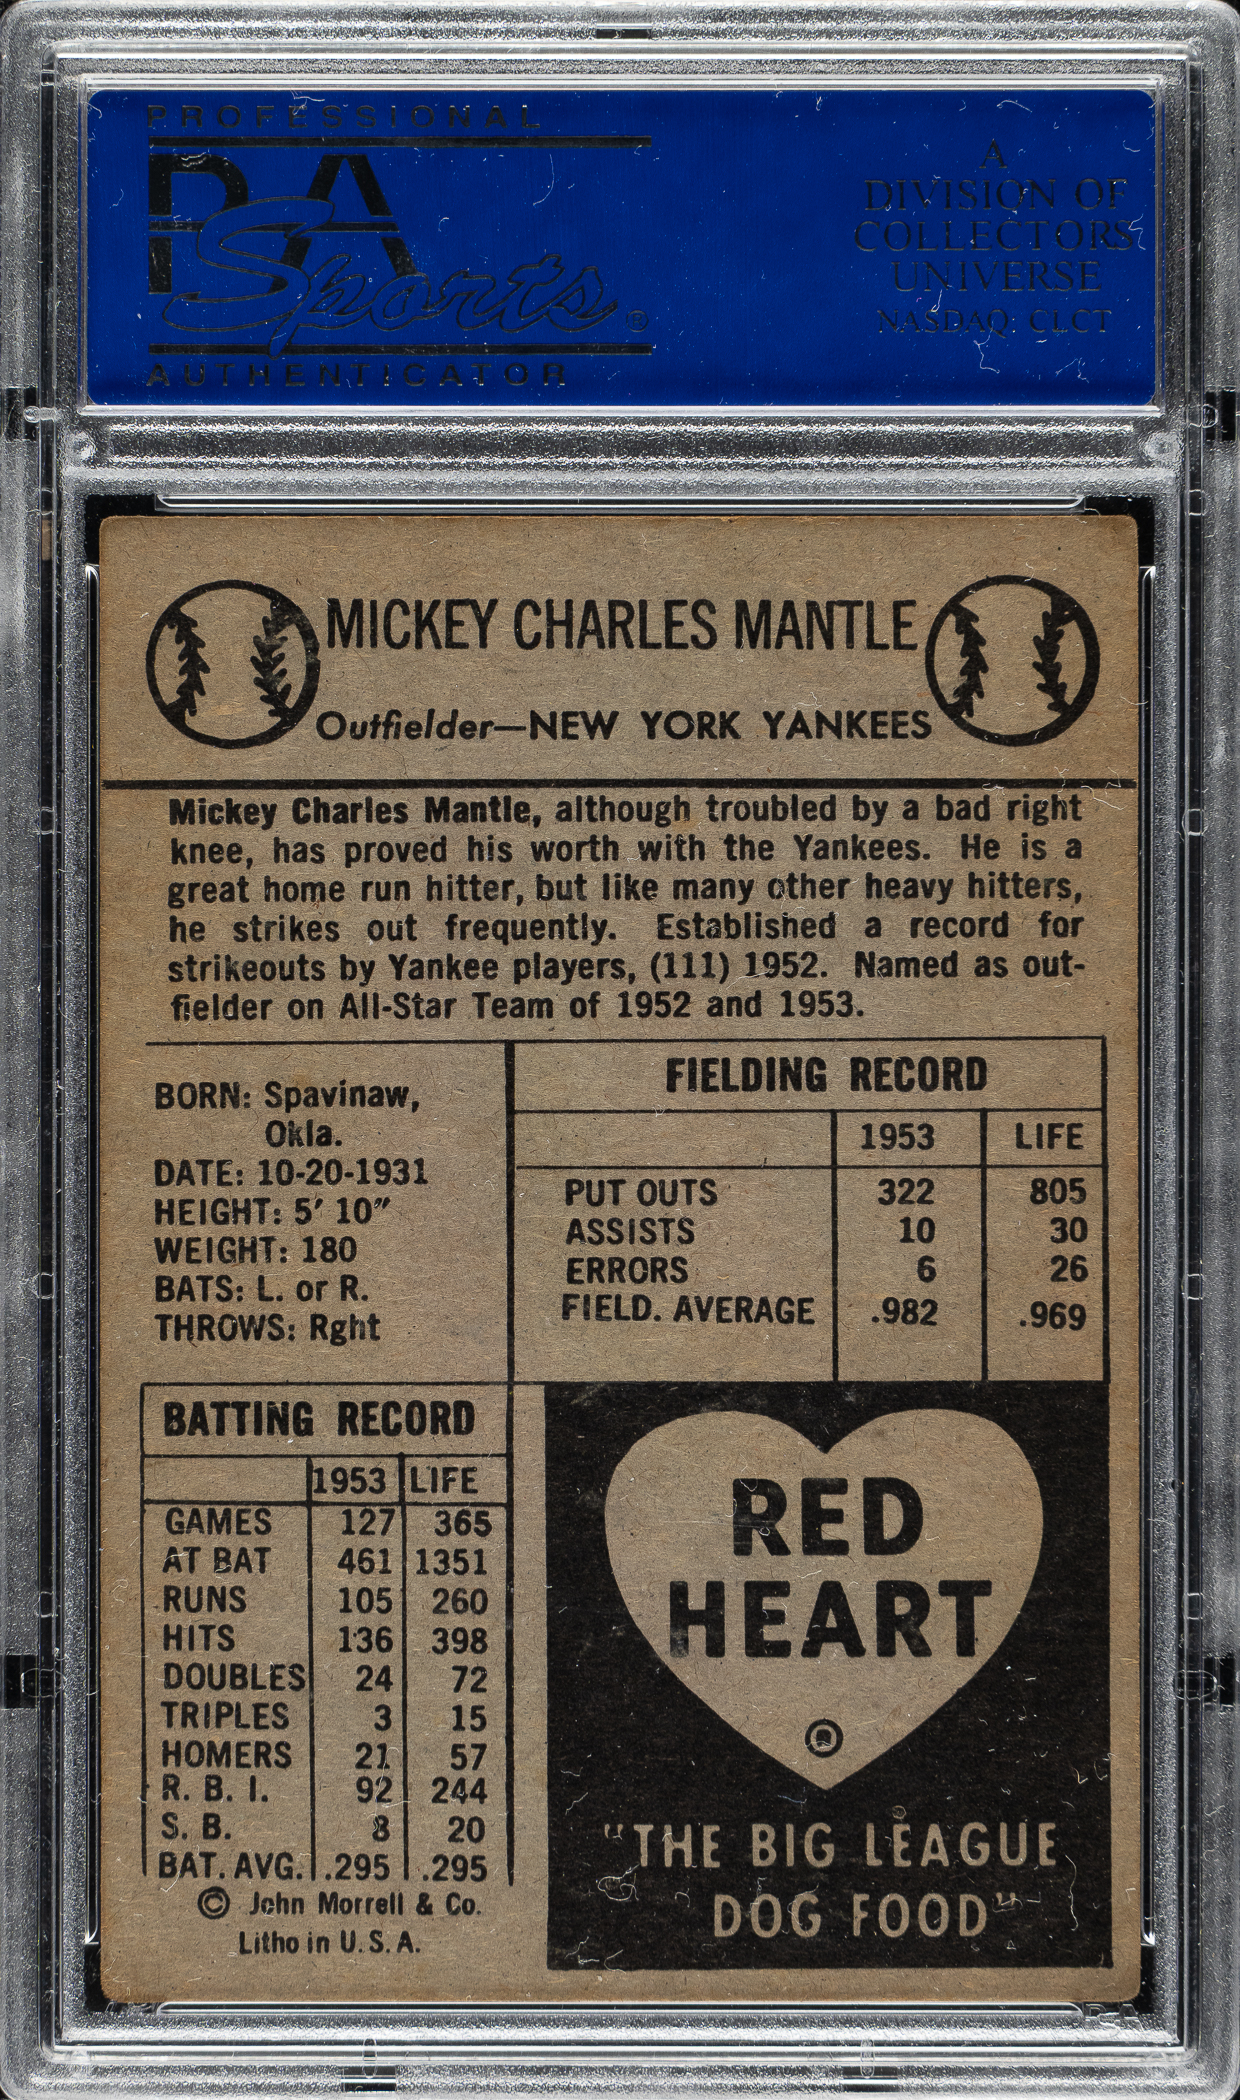 PROFESSIONAL
PSA
Sports ®
AUTHENTICATOR
A
DIVISION OF
COLLECTORS
UNIVERSE
NASDAQ: CLCT
MICKEY CHARLES MANTLE
Outfielder—NEW YORK YANKEES
Mickey Charles Mantle, although troubled by a bad right
knee, has proved his worth with the Yankees. He is a
great home run hitter, but like many other heavy hitters,
he strikes out frequently. Established a record for
strikeouts by Yankee players, (111) 1952. Named as out-
fielder on All-Star Team of 1952 and 1953.
BORN: Spavinaw,
Okla.
DATE: 10-20-1931
HEIGHT: 5' 10"
WEIGHT: 180
BATS: L. or R.
THROWS: Rght
FIELDING RECORD
1953 LIFE
PUT OUTS 322 805
ASSISTS 10 30
ERRORS 6 26
FIELD. AVERAGE .982 .969
BATTING RECORD
1953 LIFE
GAMES 127 365
AT BAT 461 1351
RUNS 105 260
HITS 136 398
DOUBLES 24 72
TRIPLES 3 15
HOMERS 21 57
R. B. I. 92 244
S. B. 8 20
BAT. AVG. .295 .295
© John Morrell & Co.
Litho in U. S. A.
RED
HEART
®
"THE BIG LEAGUE
DOG FOOD"
PSA